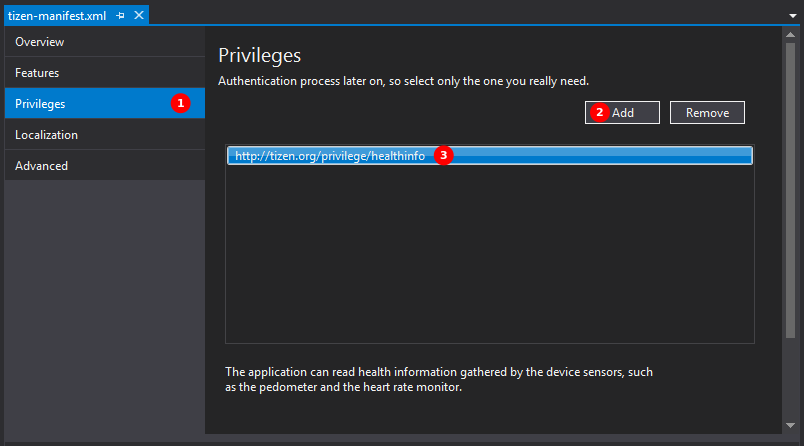 tizen-manifest.xml
Overview
Features
Privileges 1
Localization
Advanced
Privileges
Authentication process later on, so select only the one you really need.
2 Add Remove
http://tizen.org/privilege/healthinfo 3
The application can read health information gathered by the device sensors, such
as the pedometer and the heart rate monitor.